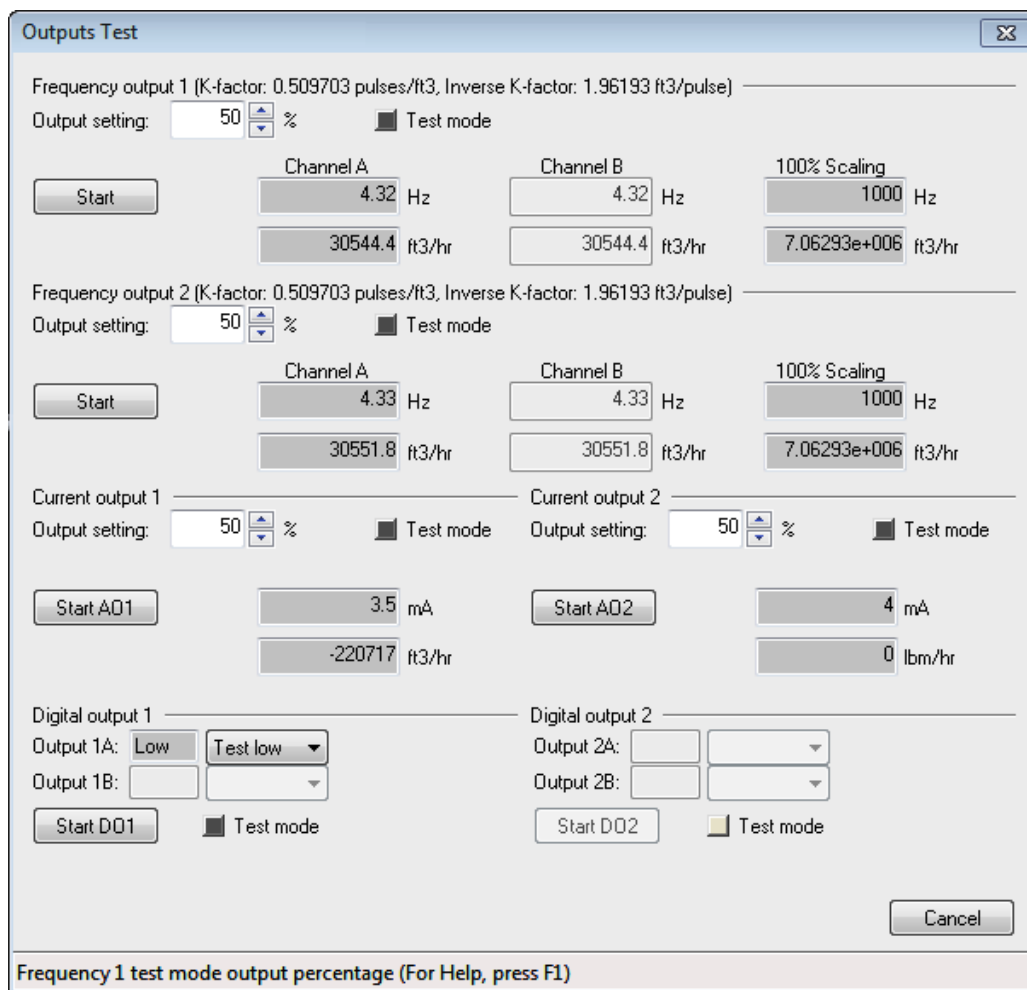 Outputs Test
Frequency output 1 (K-factor: 0.509703 pulses/ft3, Inverse K-factor: 1.96193 ft3/pulse)
Output setting: 50 % Test mode
Channel A Channel B 100% Scaling
Start 4.32 Hz 4.32 Hz 1000 Hz
30544.4 ft3/hr 30544.4 ft3/hr 7.06293e+006 ft3/hr
Frequency output 2 (K-factor: 0.509703 pulses/ft3, Inverse K-factor: 1.96193 ft3/pulse)
Output setting: 50 % Test mode
Channel A Channel B 100% Scaling
Start 4.33 Hz 4.33 Hz 1000 Hz
30551.8 ft3/hr 30551.8 ft3/hr 7.06293e+006 ft3/hr
Current output 1 Current output 2
Output setting: 50 % Test mode Output setting: 50 % Test mode
Start AO1 3.5 mA Start AO2 4 mA
-220717 ft3/hr 0 lbm/hr
Digital output 1 Digital output 2
Output 1A: Low Test low Output 2A:
Output 1B: Output 2B:
Start DO1 Test mode Start DO2 Test mode
Cancel
Frequency 1 test mode output percentage (For Help, press F1)